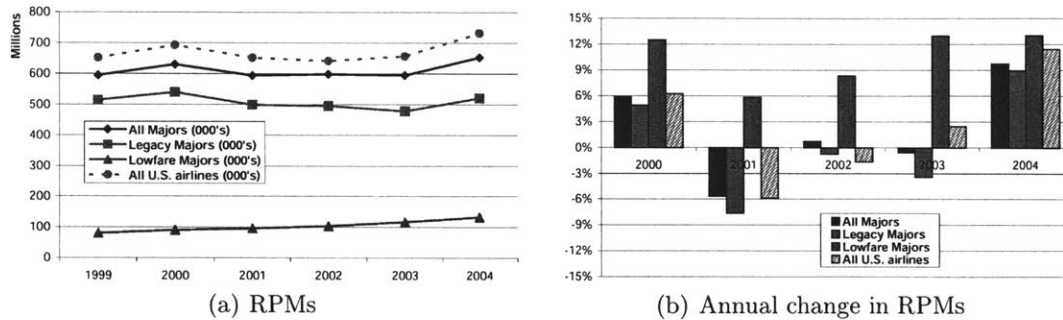 Millions
800
700
600
500
400
300
200
100
0
All Majors (000's)
Legacy Majors (000's)
Lowfare Majors (000's)
All U.S. airlines (000's)
1999 2000 2001 2002 2003 2004
(a) RPMs
15%
12%
9%
6%
3%
0%
-3%
-6%
-9%
-12%
-15%
2000 2001 2002 2003 2004
All Majors
Legacy Majors
Lowfare Majors
All U.S. airlines
(b) Annual change in RPMs